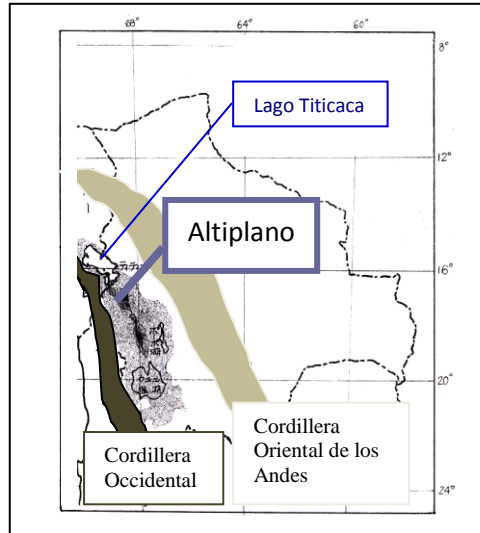 68° 64° 60°
8°
Lago Titicaca
12°
Altiplano
16°
20°
Cordillera
Occidental
Cordillera
Oriental de los
Andes
24°